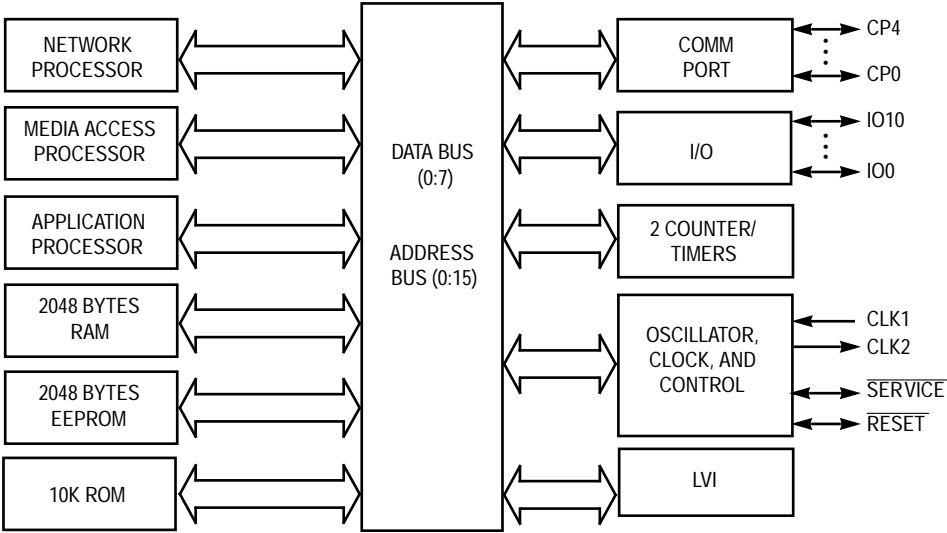 NETWORK
PROCESSOR
MEDIA ACCESS
PROCESSOR
APPLICATION
PROCESSOR
2048 BYTES
RAM
2048 BYTES
EEPROM
10K ROM
DATA BUS
(0:7)
ADDRESS
BUS (0:15)
COMM
PORT
CP4
CP0
I/O
IO10
IO0
2 COUNTER/
TIMERS
OSCILLATOR,
CLOCK, AND
CONTROL
CLK1
CLK2
SERVICE
RESET
LVI